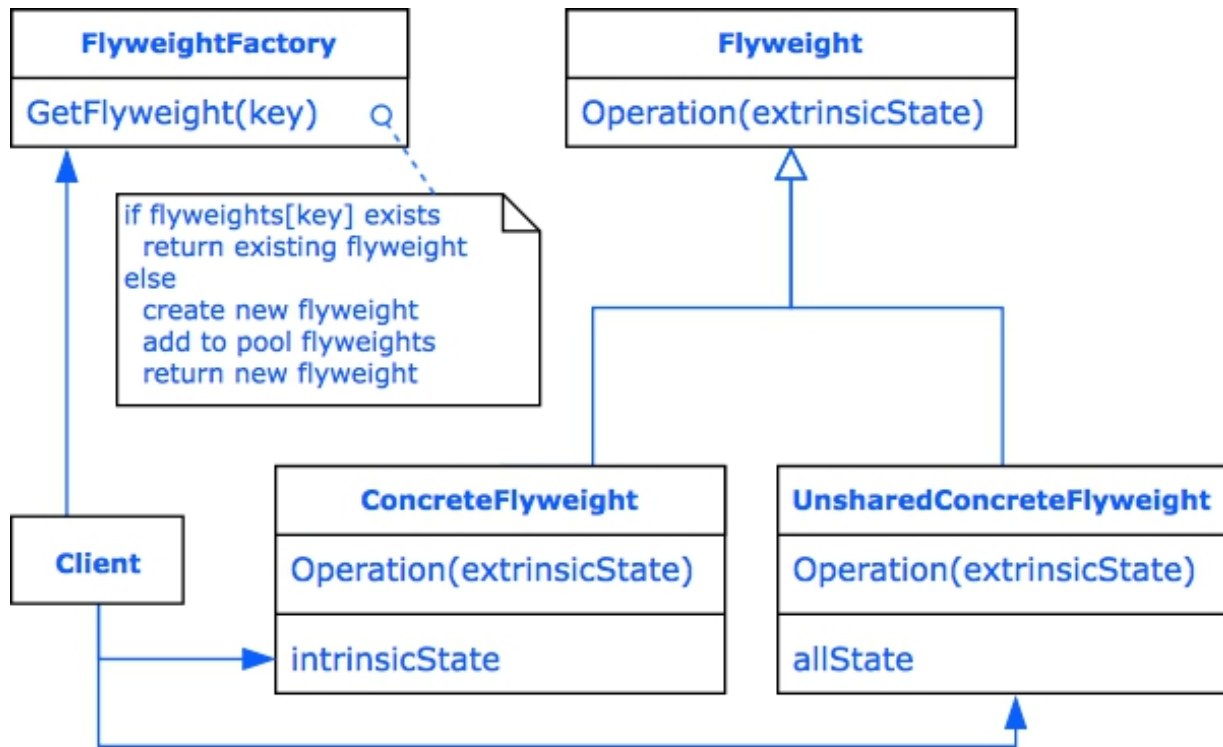 FlyweightFactory
GetFlyweight(key)
Flyweight
Operation(extrinsicState)
if flyweights[key] exists
return existing flyweight
else
create new flyweight
add to pool flyweights
return new flyweight
Client
ConcreteFlyweight
Operation(extrinsicState)
intrinsicState
UnsharedConcreteFlyweight
Operation(extrinsicState)
allState